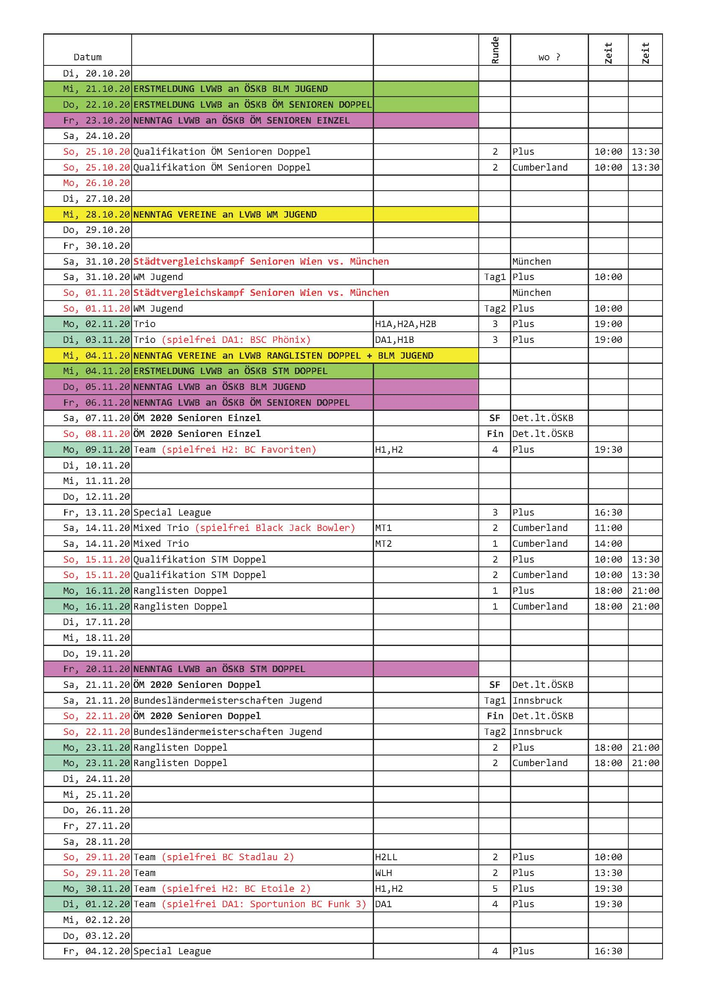 Datum Runde wo ? Zeit Zeit
Di, 20.10.20
Mi, 21.10.20 ERSTMELDUNG LVWB an ÖSKB BLM JUGEND
Do, 22.10.20 ERSTMELDUNG LVWB an ÖSKB ÖM SENIOREN DOPPEL
Fr, 23.10.20 NENNTAG LVWB an ÖSKB ÖM SENIOREN EINZEL
Sa, 24.10.20
So, 25.10.20 Qualifikation ÖM Senioren Doppel 2 Plus 10:00 13:30
So, 25.10.20 Qualifikation ÖM Senioren Doppel 2 Cumberland 10:00 13:30
Mo, 26.10.20
Di, 27.10.20
Mi, 28.10.20 NENNTAG VEREINE an LVWB WM JUGEND
Do, 29.10.20
Fr, 30.10.20
Sa, 31.10.20 Städtvergleichskampf Senioren Wien vs. München München
Sa, 31.10.20 WM Jugend Tag1 Plus 10:00
So, 01.11.20 Städtvergleichskampf Senioren Wien vs. München München
So, 01.11.20 WM Jugend Tag2 Plus 10:00
Mo, 02.11.20 Trio H1A,H2A,H2B 3 Plus 19:00
Di, 03.11.20 Trio (spielfrei DA1: BSC Phönix) DA1,H1B 3 Plus 19:00
Mi, 04.11.20 NENNTAG VEREINE an LVWB RANGLISTEN DOPPEL + BLM JUGEND
Mi, 04.11.20 ERSTMELDUNG LVWB an ÖSKB STM DOPPEL
Do, 05.11.20 NENNTAG LVWB an ÖSKB BLM JUGEND
Fr, 06.11.20 NENNTAG LVWB an ÖSKB ÖM SENIOREN DOPPEL
Sa, 07.11.20 ÖM 2020 Senioren Einzel SF Det.lt.ÖSKB
So, 08.11.20 ÖM 2020 Senioren Einzel Fin Det.lt.ÖSKB
Mo, 09.11.20 Team (spielfrei H2: BC Favoriten) H1,H2 4 Plus 19:30
Di, 10.11.20
Mi, 11.11.20
Do, 12.11.20
Fr, 13.11.20 Special League 3 Plus 16:30
Sa, 14.11.20 Mixed Trio (spielfrei Black Jack Bowler) MT1 2 Cumberland 11:00
Sa, 14.11.20 Mixed Trio MT2 1 Cumberland 14:00
So, 15.11.20 Qualifikation STM Doppel 2 Plus 10:00 13:30
So, 15.11.20 Qualifikation STM Doppel 2 Cumberland 10:00 13:30
Mo, 16.11.20 Ranglisten Doppel 1 Plus 18:00 21:00
Mo, 16.11.20 Ranglisten Doppel 1 Cumberland 18:00 21:00
Di, 17.11.20
Mi, 18.11.20
Do, 19.11.20
Fr, 20.11.20 NENNTAG LVWB an ÖSKB STM DOPPEL
Sa, 21.11.20 ÖM 2020 Senioren Doppel SF Det.lt.ÖSKB
Sa, 21.11.20 Bundesländermeisterschaften Jugend Tag1 Innsbruck
So, 22.11.20 ÖM 2020 Senioren Doppel Fin Det.lt.ÖSKB
So, 22.11.20 Bundesländermeisterschaften Jugend Tag2 Innsbruck
Mo, 23.11.20 Ranglisten Doppel 2 Plus 18:00 21:00
Mo, 23.11.20 Ranglisten Doppel 2 Cumberland 18:00 21:00
Di, 24.11.20
Mi, 25.11.20
Do, 26.11.20
Fr, 27.11.20
Sa, 28.11.20
So, 29.11.20 Team (spielfrei BC Stadlau 2) H2LL 2 Plus 10:00
So, 29.11.20 Team WLH 2 Plus 13:30
Mo, 30.11.20 Team (spielfrei H2: BC Etoile 2) H1,H2 5 Plus 19:30
Di, 01.12.20 Team (spielfrei DA1: Sportunion BC Funk 3) DA1 4 Plus 19:30
Mi, 02.12.20
Do, 03.12.20
Fr, 04.12.20 Special League 4 Plus 16:30